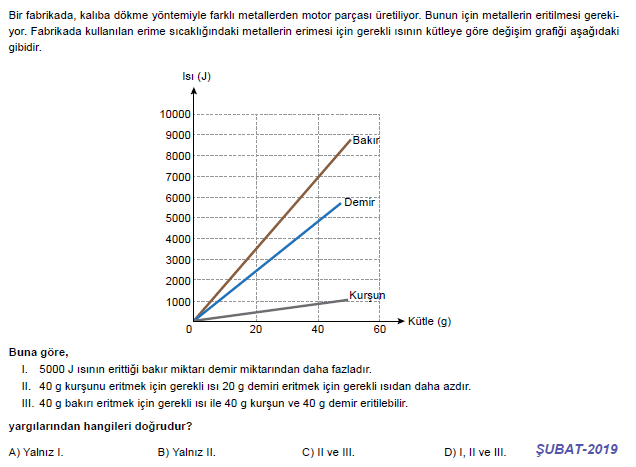 Bir fabrikada, kalıba dökme yöntemiyle farklı metallerden motor parçası üretiliyor. Bunun için metallerin eritilmesi gereki-
yor. Fabrikada kullanılan erime sıcaklığındaki metallerin erimesi için gerekli ısının kütleye göre değişim grafiği aşağıdaki
gibidir.
Isı (J)
10000
9000
Bakır
8000
7000
6000
Demir
5000
4000
3000
2000
1000
Kurşun
0
20
40
60
Kütle (g)
Buna göre,
I. 5000 J ısının erittiği bakır miktarı demir miktarından daha fazladır.
II. 40 g kurşunu eritmek için gerekli ısı 20 g demiri eritmek için gerekli ısıdan daha azdır.
III. 40 g bakırı eritmek için gerekli ısı ile 40 g kurşun ve 40 g demir eritilebilir.
yargılarından hangileri doğrudur?
A) Yalnız I. B) Yalnız II. C) II ve III. D) I, II ve III.
ŞUBAT-2019